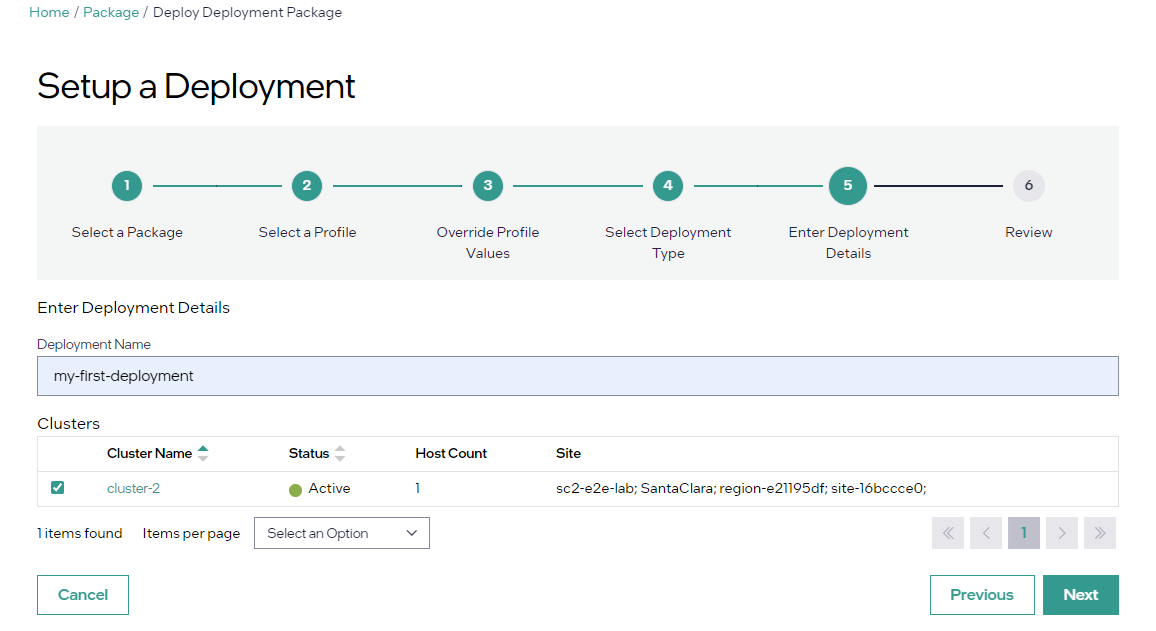 Home / Package / Deploy Deployment Package
Setup a Deployment
1 2 3 4 5 6
Select a Package Select a Profile Override Profile Select Deployment Enter Deployment Review
Values Type Details
Enter Deployment Details
Deployment Name
my-first-deployment
Clusters
Cluster Name Status Host Count Site
cluster-2 Active 1 sc2-e2e-lab; SantaClara; region-e21195df; site-16bccce0;
1 items found Items per page Select an Option « < 1 > »
Cancel Previous Next